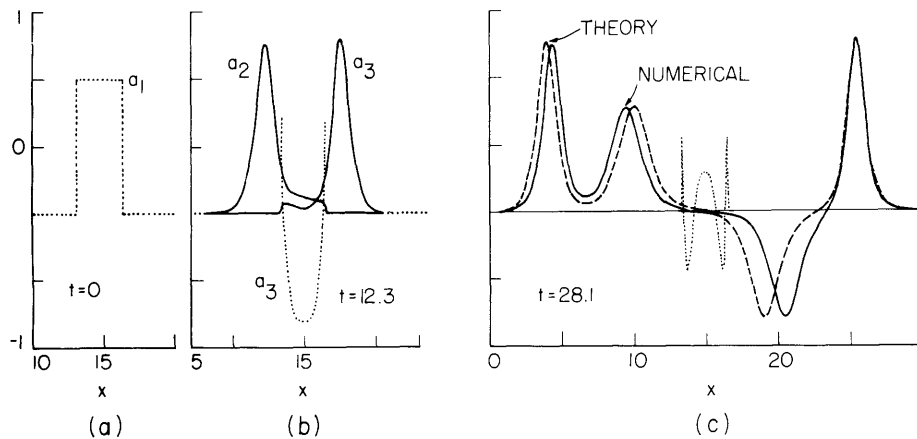 1
0
-1
a₁
t=0
10 15
x
(a)
a₂ a₃
a₃
t=12.3
5 15
x
(b)
THEORY
NUMERICAL
t=28.1
0 10 20
x
(c)